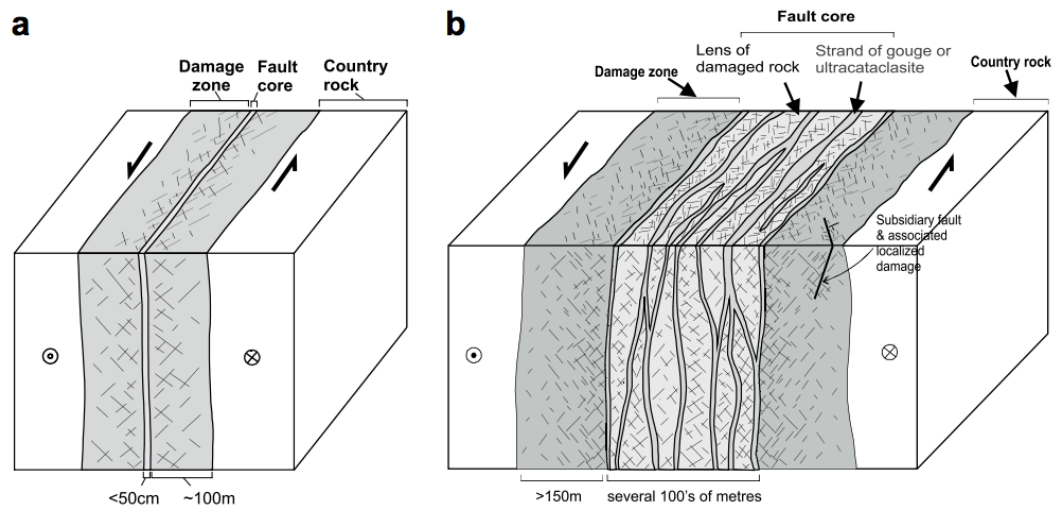 a
Damage
zone
Fault
core
Country
rock
<50cm
~100m
b
Fault core
Damage zone
Lens of
damaged rock
Strand of gouge or
ultracataclasite
Country rock
Subsidiary fault
& associated
localized
damage
>150m
several 100's of metres